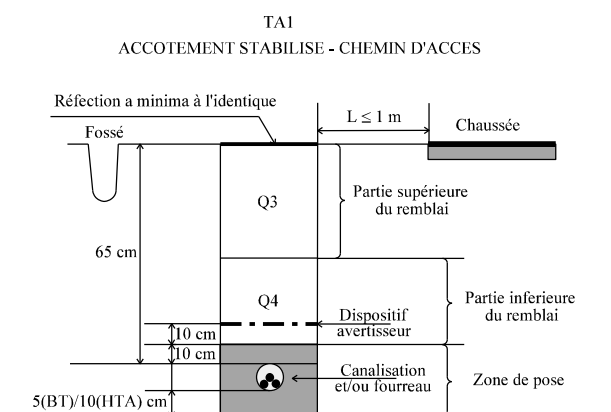 TA1
ACCOTEMENT STABILISE - CHEMIN D'ACCES
Réfection a minima à l'identique
L ≤ 1 m
Fossé
Chaussée
Q3
Partie supérieure
du remblai
65 cm
Q4
Partie inferieure
du remblai
Dispositif
avertisseur
10 cm
10 cm
Canalisation
et/ou fourreau
Zone de pose
5(BT)/10(HTA) cm